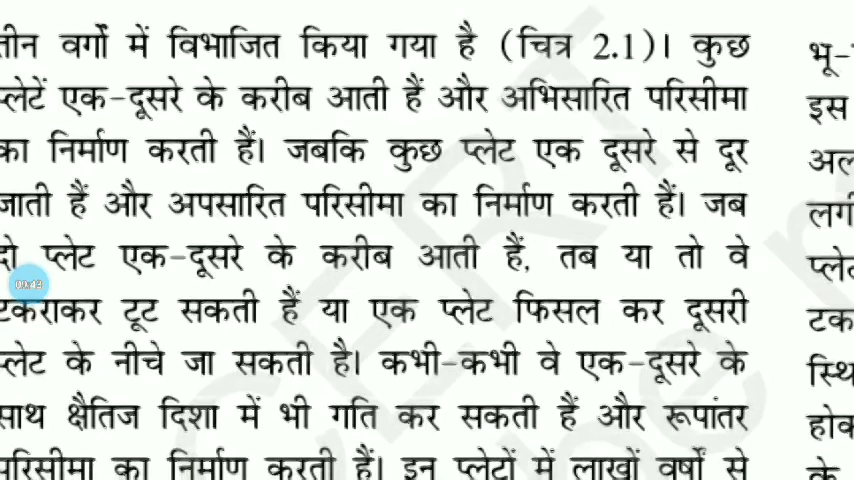 तीन वर्गों में विभाजित किया गया है (चित्र 2.1)। कुछ
प्लेटें एक-दूसरे के करीब आती हैं और अभिसारित परिसीमा
का निर्माण करती हैं। जबकि कुछ प्लेट एक दूसरे से दूर
जाती हैं और अपसारित परिसीमा का निर्माण करती हैं। जब
दो प्लेट एक-दूसरे के करीब आती हैं, तब या तो वे
09:43
टकराकर टूट सकती हैं या एक प्लेट फिसल कर दूसरी
प्लेट के नीचे जा सकती है। कभी-कभी वे एक-दूसरे के
साथ क्षैतिज दिशा में भी गति कर सकती हैं और रूपांतर
परिसीमा का निर्माण करती हैं। इन प्लेटों में लाखों वर्षों से
भू-
इस